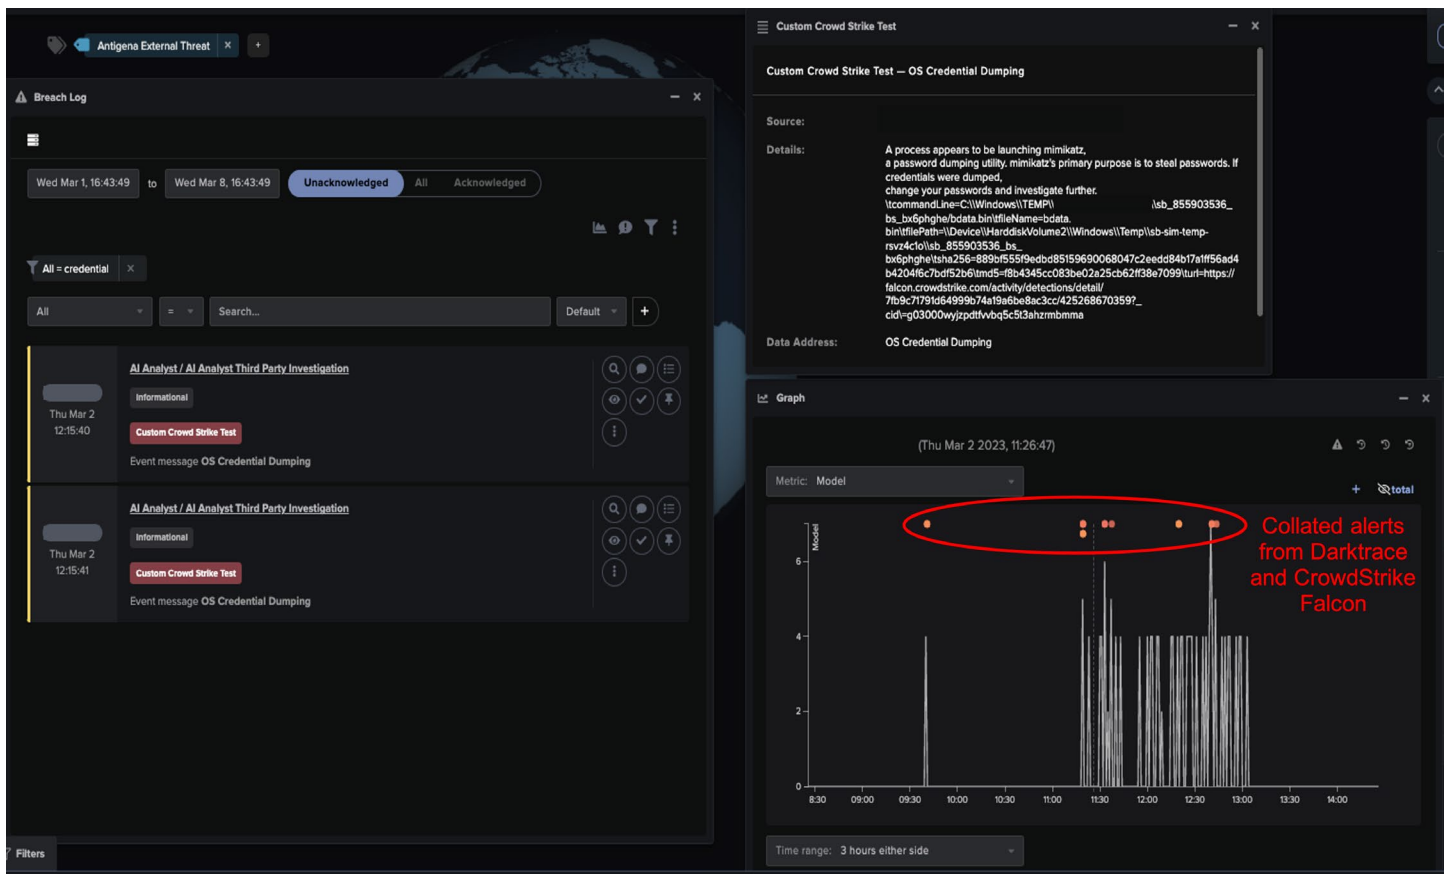 Antigena External Threat × +
Breach Log
Wed Mar 1, 16:43:49 to Wed Mar 8, 16:43:49 Unacknowledged All Acknowledged
All = credential ×
All = Search... Default +
AI Analyst / AI Analyst Third Party Investigation
Informational
Thu Mar 2
12:15:40
Custom Crowd Strike Test
Event message OS Credential Dumping
AI Analyst / AI Analyst Third Party Investigation
Informational
Thu Mar 2
12:15:41
Custom Crowd Strike Test
Event message OS Credential Dumping
Filters
Custom Crowd Strike Test
Custom Crowd Strike Test — OS Credential Dumping
Source:
Details:
A process appears to be launching mimikatz,
a password dumping utility. mimikatz's primary purpose is to steal passwords. If
credentials were dumped,
change your passwords and investigate further.
\tcommandLine=C:\\Windows\\TEMP\\ \\sb_855903536_
bs_bx6phghe/bdata.bin\tfileName=bdata.
bin\tfilePath=\\Device\\HarddiskVolume2\\Windows\\Temp\\sb-sim-temp-
rsvz4c1o\\sb_855903536_bs_
bx6phghe\tsha256=889bf555f9edbd85159690068047c2eedd84b17a1ff56ad4
b4204f6c7bdf52b6\tmd5=f8b4345cc083be02a25cb62ff38e7099\turl=https://
falcon.crowdstrike.com/activity/detections/detail/
7fb9c71791d64999b74a19a6be8ac3cc/425268670359?_
cid\=g03000wyjzpdtfvvbq5c5t3ahzrmbmma
Data Address: OS Credential Dumping
Graph
(Thu Mar 2 2023, 11:26:47)
Metric: Model
+ total
Collated alerts
from Darktrace
and CrowdStrike
Falcon
Model
6
4
2
0
8:30 09:00 09:30 10:00 10:30 11:00 11:30 12:00 12:30 13:00 13:30 14:00
Time range: 3 hours either side